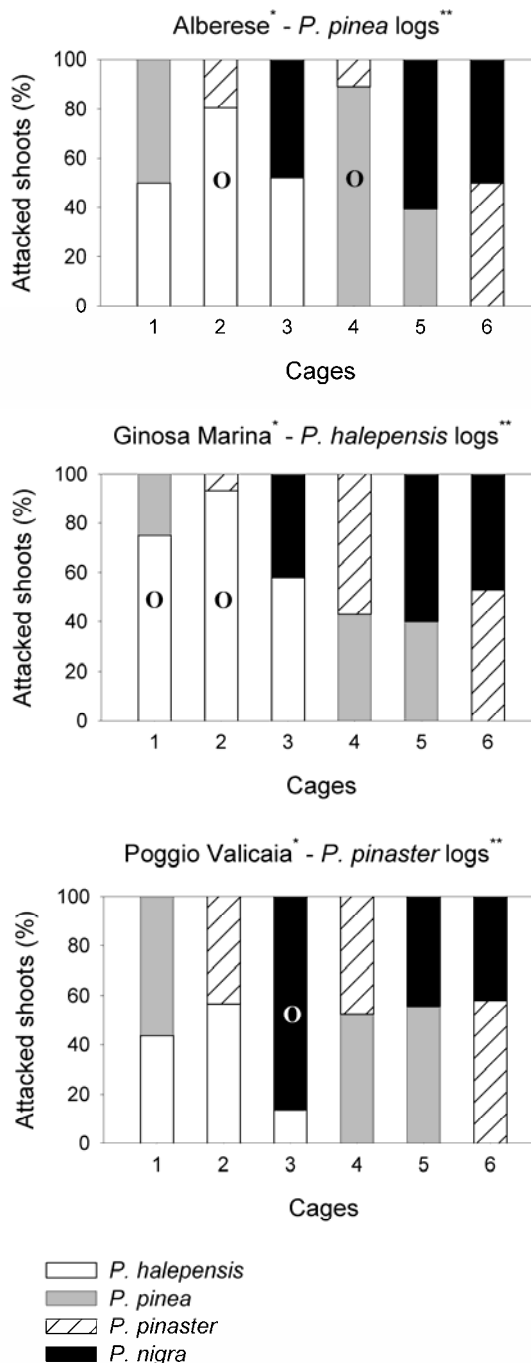 Alberese* - P. pinea logs**
Attacked shoots (%)
100
80
60
40
20
0
O
O
1 2 3 4 5 6
Cages
Ginosa Marina* - P. halepensis logs**
Attacked shoots (%)
100
80
60
40
20
0
O
O
1 2 3 4 5 6
Cages
Poggio Valicaia* - P. pinaster logs**
Attacked shoots (%)
100
80
60
40
20
0
O
1 2 3 4 5 6
Cages
P. halepensis
P. pinea
P. pinaster
P. nigra